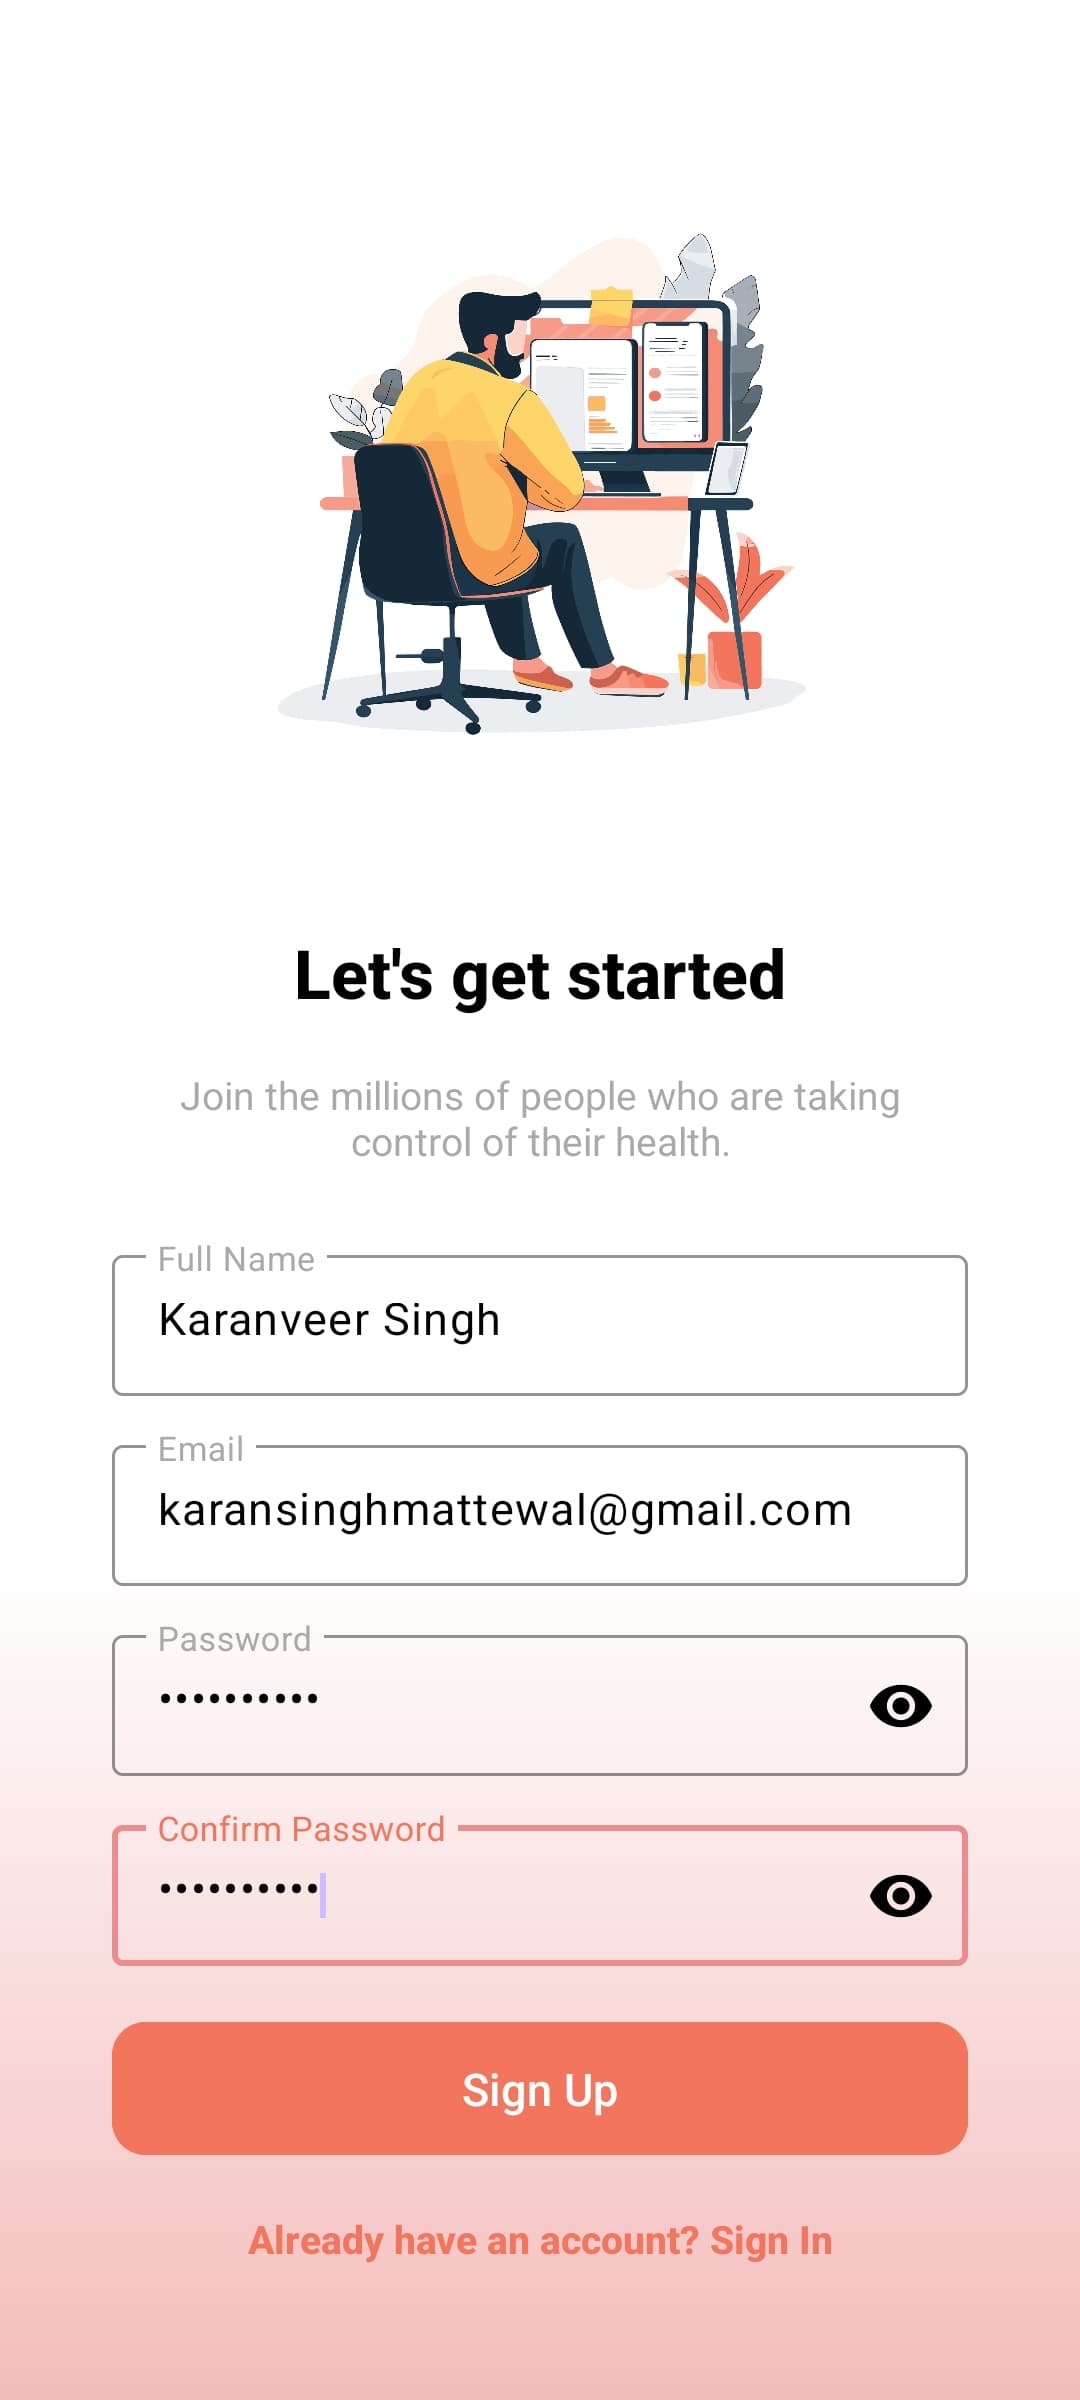 Let's get started
Join the millions of people who are taking
control of their health.
Full Name
Karanveer Singh
Email
karansinghmattewal@gmail.com
Password
••••••••••
Confirm Password
••••••••••
Sign Up
Already have an account? Sign In